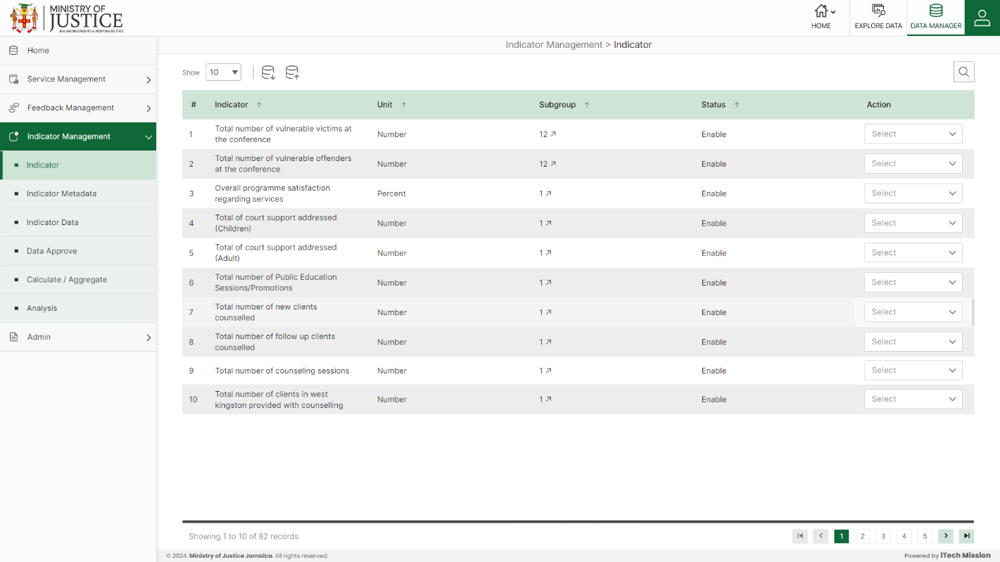 MINISTRY OF
JUSTICE
BALANCING RIGHTS & RESPONSIBILITIES
HOME
EXPLORE DATA
DATA MANAGER
Home
Service Management
Feedback Management
Indicator Management
Indicator
Indicator Metadata
Indicator Data
Data Approve
Calculate / Aggregate
Analysis
Admin
Indicator Management > Indicator
Show 10
# Indicator Unit Subgroup Status Action
1 Total number of vulnerable victims at
the conference Number 12 Enable Select
2 Total number of vulnerable offenders
at the conference Number 12 Enable Select
3 Overall programme satisfaction
regarding services Percent 1 Enable Select
4 Total of court support addressed
(Children) Number 1 Enable Select
5 Total of court support addressed
(Adult) Number 1 Enable Select
6 Total number of Public Education
Sessions/Promotions Number 1 Enable Select
7 Total number of new clients
counselled Number 1 Enable Select
8 Total number of follow up clients
counselled Number 1 Enable Select
9 Total number of counseling sessions Number 1 Enable Select
10 Total number of clients in west
kingston provided with counselling Number 1 Enable Select
Showing 1 to 10 of 82 records
1 2 3 4 5
© 2024. Ministry of Justice Jamaica. All rights reserved.
Powered by iTech Mission